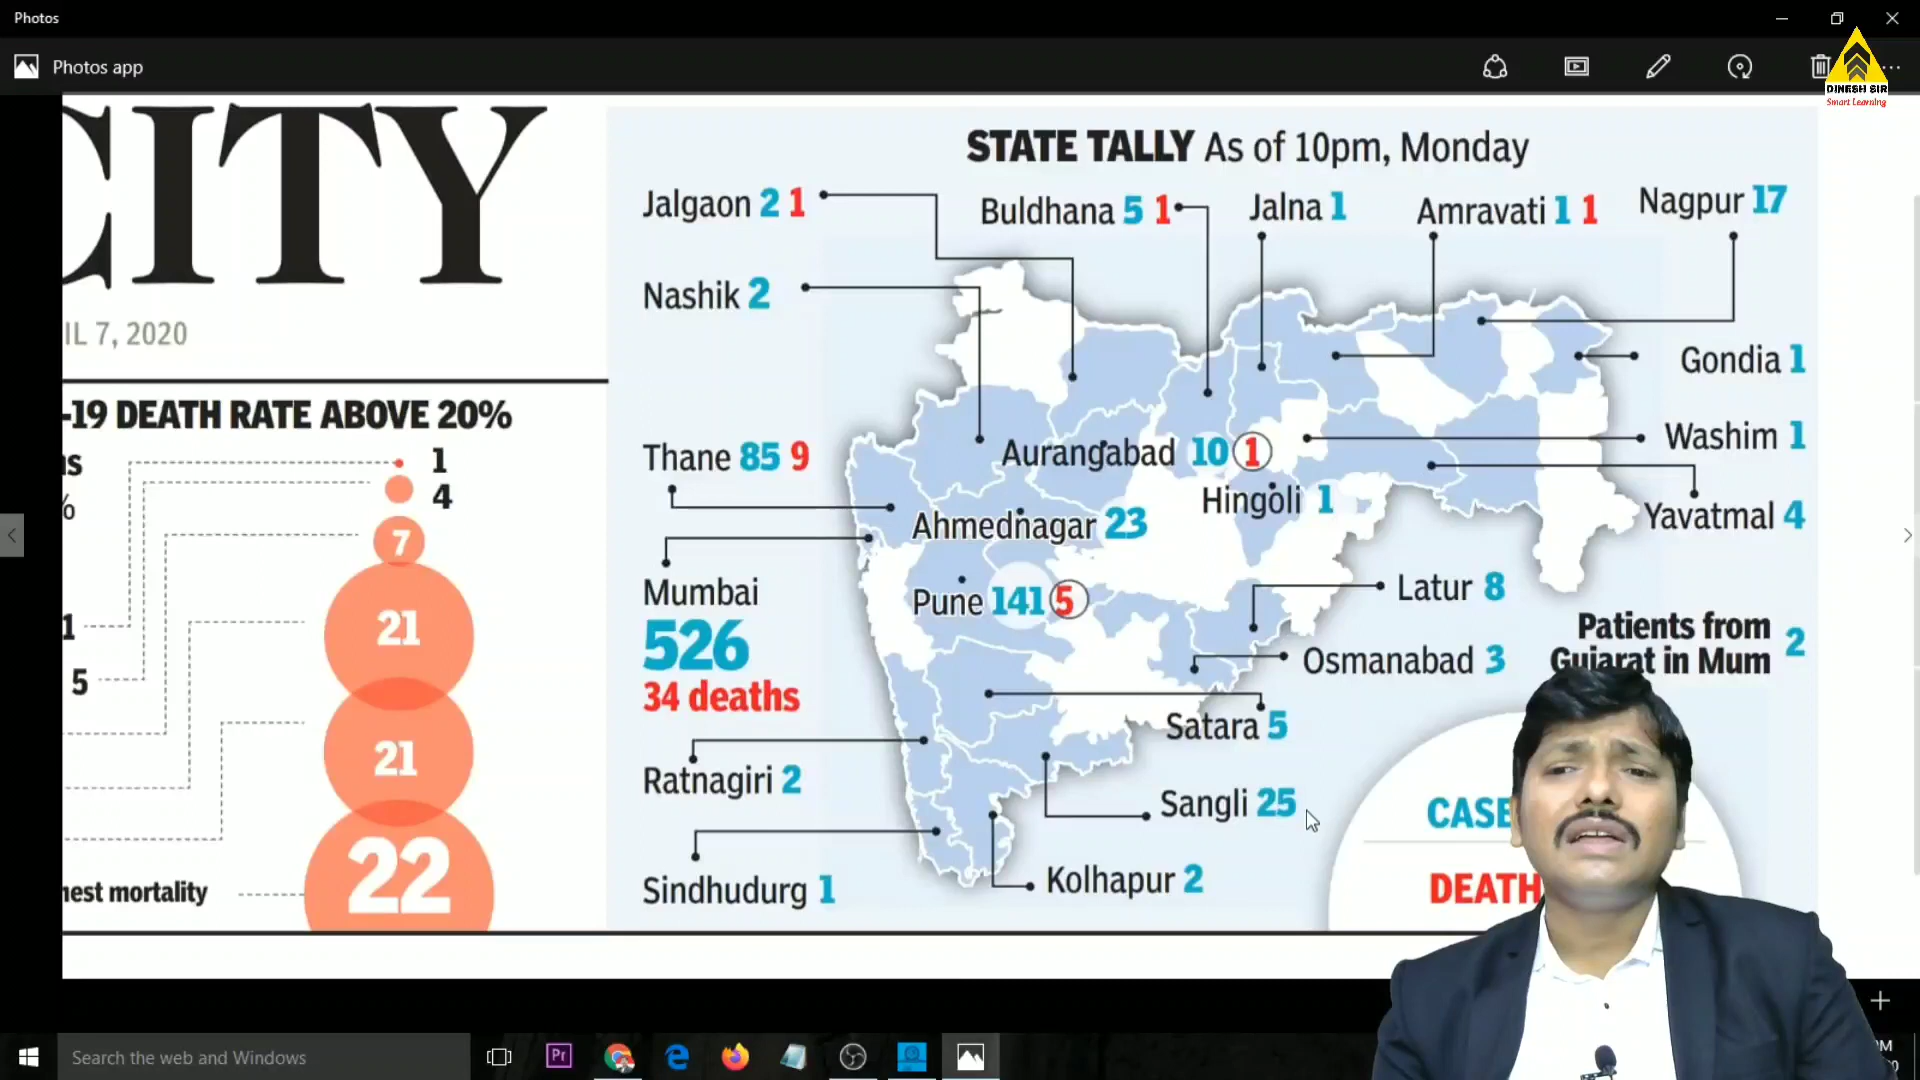 Photos
Photos app
DINESH SIR
Smart Learning
CITY
IL 7, 2020
-19 DEATH RATE ABOVE 20%
1
4
7
21
21
22
1
5
%
nest mortality
STATE TALLY As of 10pm, Monday
Jalgaon 2 1
Buldhana 5 1
Jalna 1
Amravati 1 1
Nagpur 17
Nashik 2
Gondia 1
Thane 85 9
Aurangabad 10 1
Washim 1
Hingoli 1
Ahmednagar 23
Yavatmal 4
Mumbai
526
34 deaths
Pune 141 5
Latur 8
Osmanabad 3
Patients from
Gujarat in Mum 2
Satara 5
Ratnagiri 2
Sangli 25
Sindhudurg 1
Kolhapur 2
CASE
DEATH
Search the web and Windows
Pr